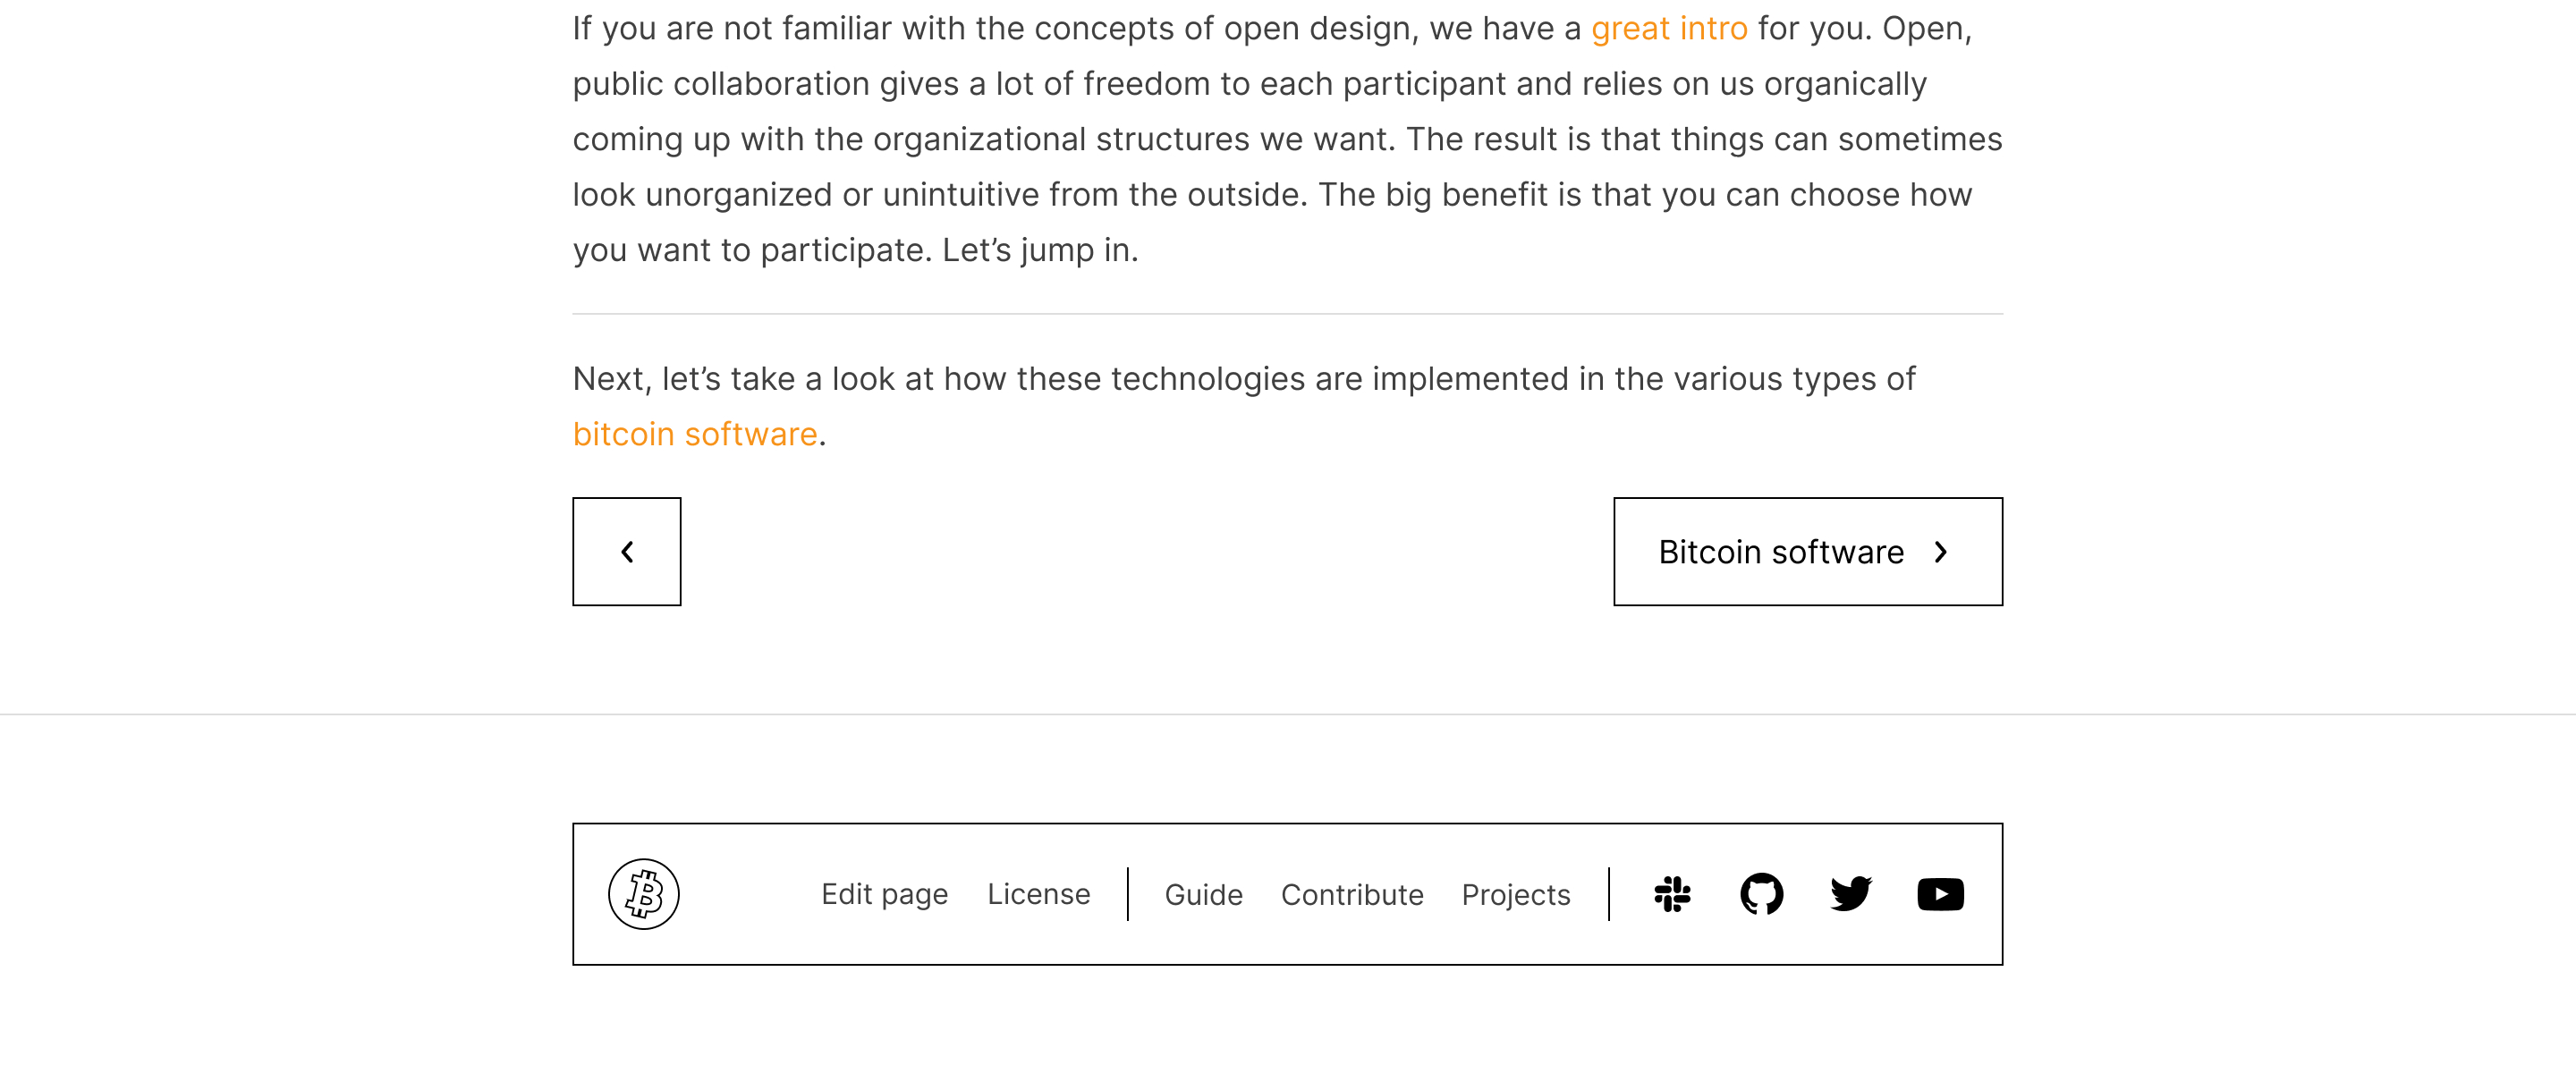 If you are not familiar with the concepts of open design, we have a great intro for you. Open,
public collaboration gives a lot of freedom to each participant and relies on us organically
coming up with the organizational structures we want. The result is that things can sometimes
look unorganized or unintuitive from the outside. The big benefit is that you can choose how
you want to participate. Let’s jump in.
Next, let’s take a look at how these technologies are implemented in the various types of
bitcoin software.
Bitcoin software
Edit page License Guide Contribute Projects